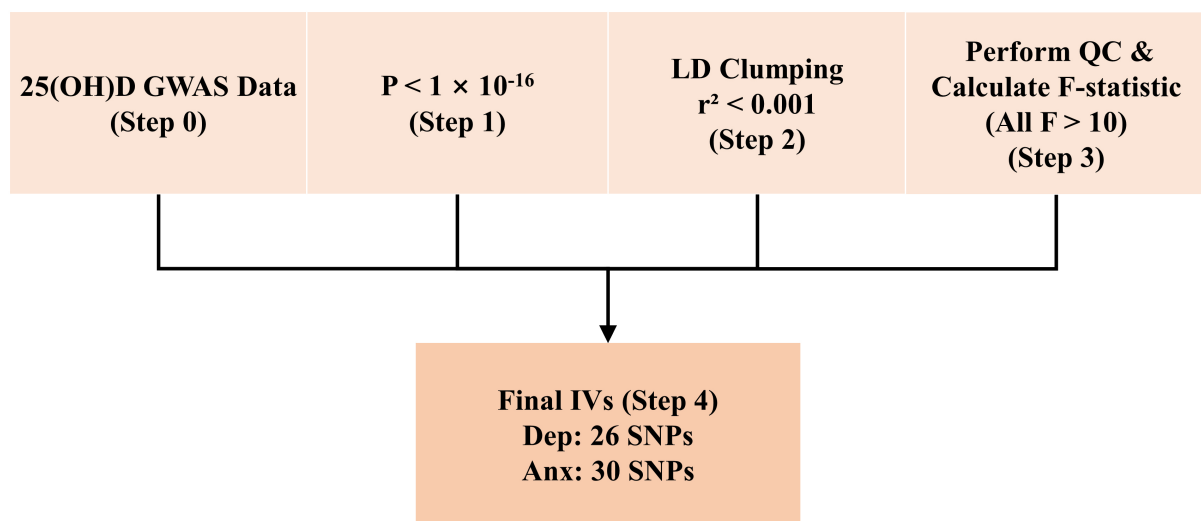 25(OH)D GWAS Data
(Step 0)
P < 1 × 10⁻¹⁶
(Step 1)
LD Clumping
r² < 0.001
(Step 2)
Perform QC &
Calculate F-statistic
(All F > 10)
(Step 3)
Final IVs (Step 4)
Dep: 26 SNPs
Anx: 30 SNPs